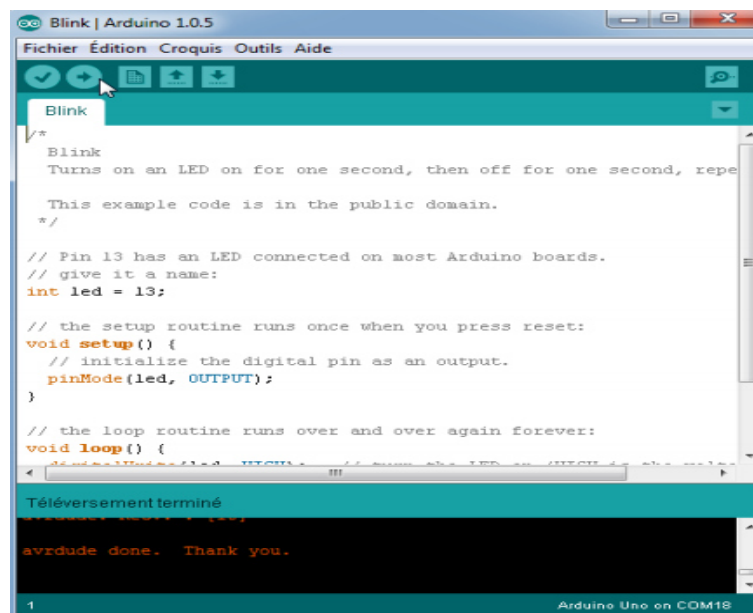 Blink | Arduino 1.0.5
Fichier Édition Croquis Outils Aide
Blink
/*
Blink
Turns on an LED on for one second, then off for one second, repe
This example code is in the public domain.
*/
// Pin 13 has an LED connected on most Arduino boards.
// give it a name:
int led = 13;
// the setup routine runs once when you press reset:
void setup() {
// initialize the digital pin as an output.
pinMode(led, OUTPUT);
}
// the loop routine runs over and over again forever:
void loop() {
Téléversement terminé
avrdude done.  Thank you.
1
Arduino Uno on COM18